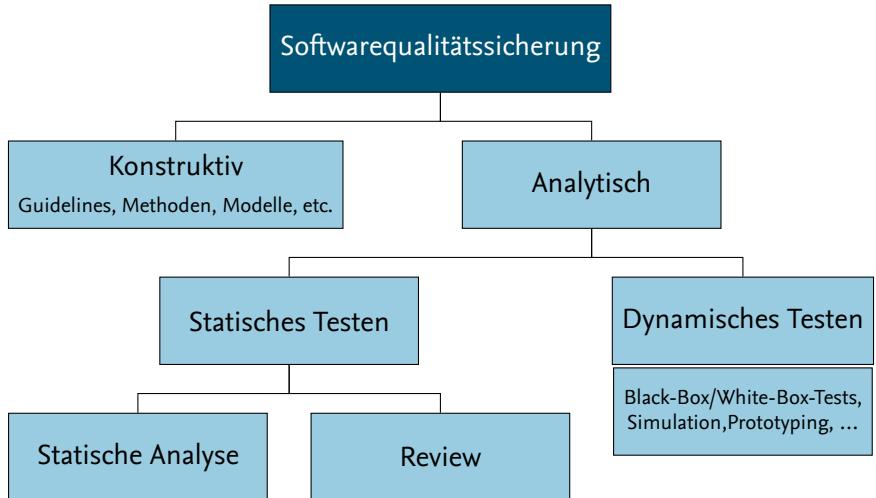 Softwarequalitätssicherung
Konstruktiv
Guidelines, Methoden, Modelle, etc.
Analytisch
Statisches Testen
Dynamisches Testen
Black-Box/White-Box-Tests,
Simulation,Prototyping, ...
Statische Analyse
Review